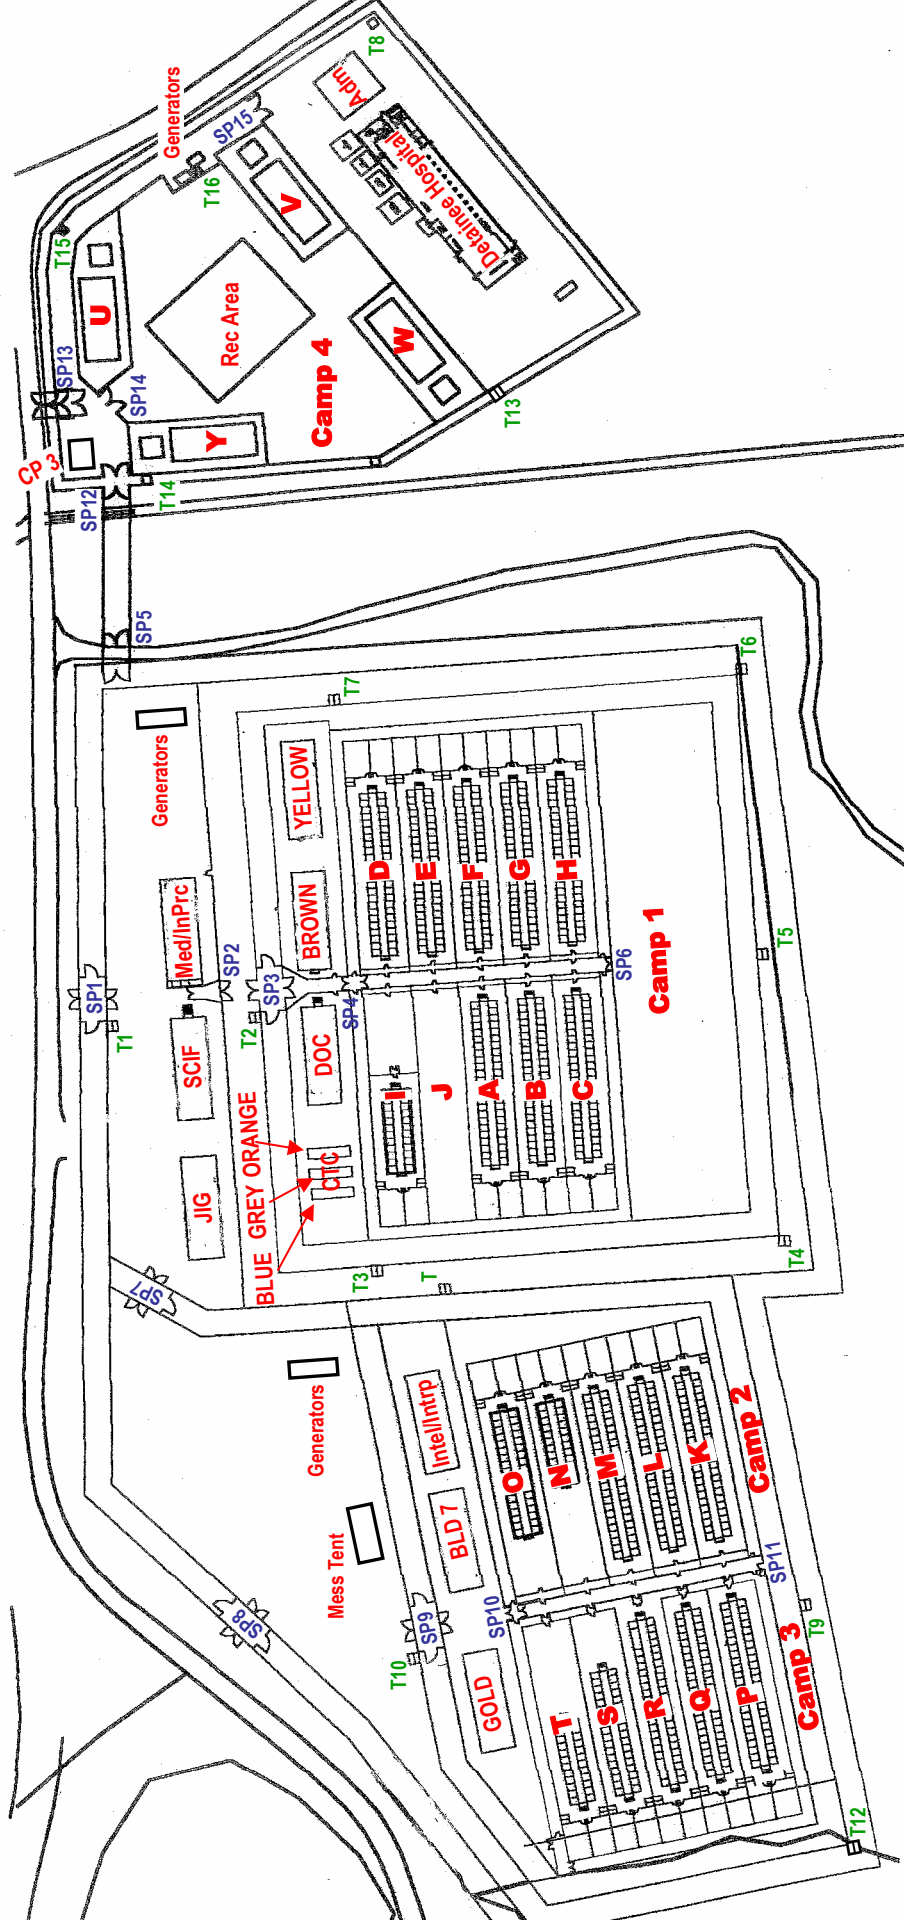 T8
Adm
Generators
SP15
Detainee Hospital
T16
V
T15
U
Rec Area
W
Camp 4
SP13
SP14
T13
Y
CP 3
T14
SP12
SP5
T6
T7
Generators
YELLOW
D
E
F
G
H
Med/InPrc
BROWN
SP2
SP3
SP1
SP4
SP6
Camp 1
T5
T1
T2
SCIF
DOC
I
J
A
B
C
ORANGE
GREY
BLUE
CTC
JIG
T3
T
T4
SP7
Generators
Intel/Intrp
O
N
M
L
K
Camp 2
Mess Tent
BLD 7
SP8
SP9
SP10
SP11
T10
T9
GOLD
T
S
R
Q
P
Camp 3
T12